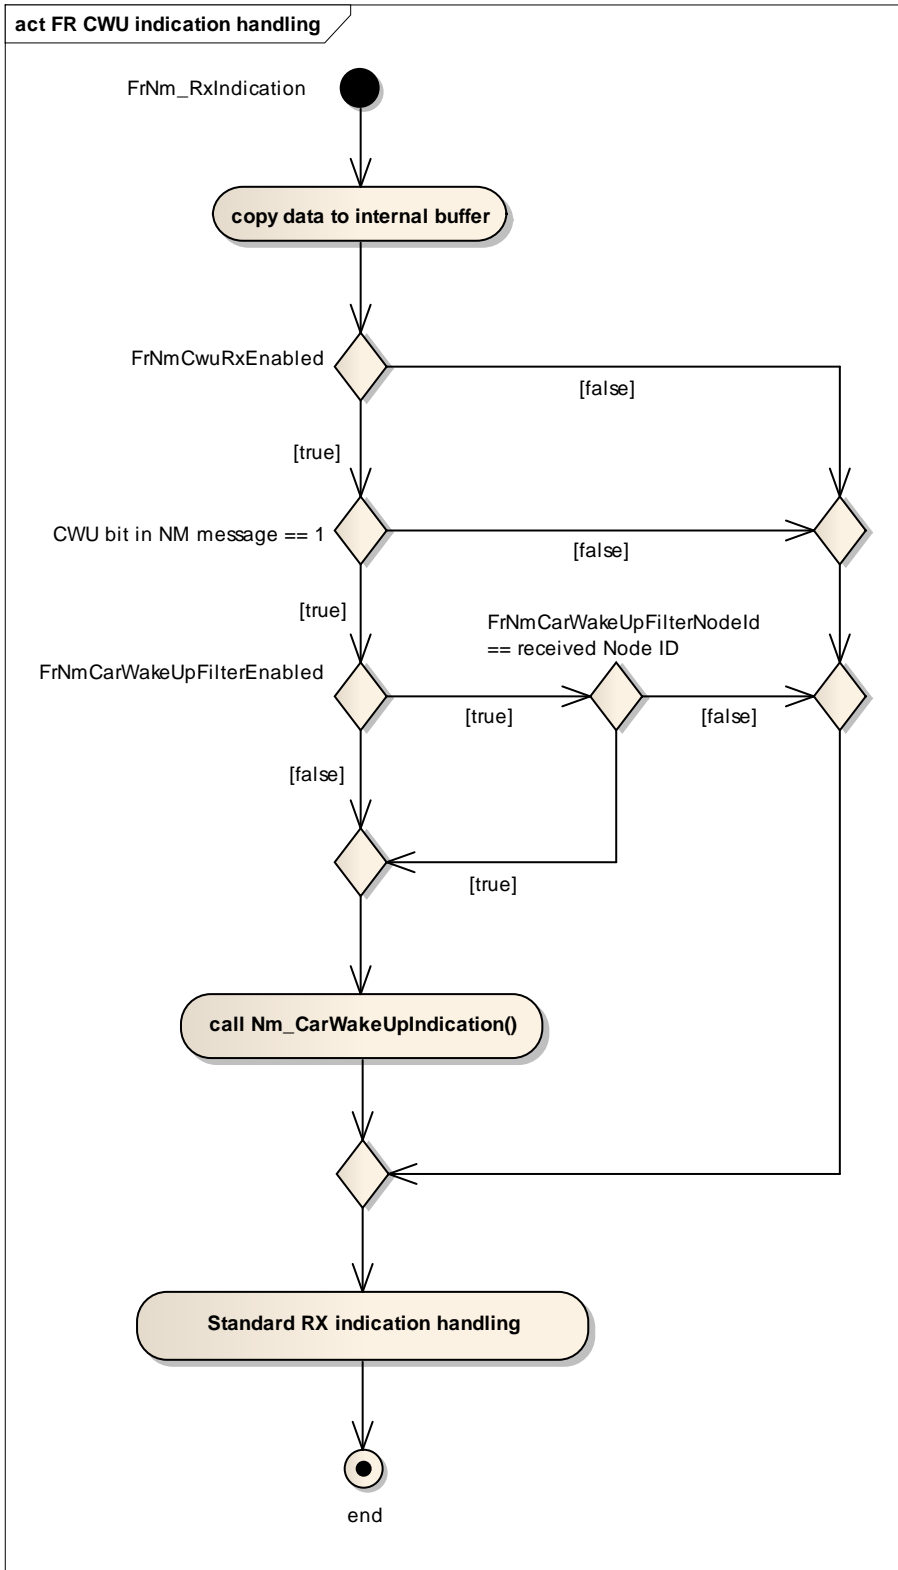 act FR CWU indication handling
FrNm_RxIndication
copy data to internal buffer
FrNmCwuRxEnabled
[false]
[true]
CWU bit in NM message == 1
[false]
[true]
FrNmCarWakeUpFilterNodeId
== received Node ID
FrNmCarWakeUpFilterEnabled
[true]
[false]
[false]
[true]
call Nm_CarWakeUpIndication()
Standard RX indication handling
end